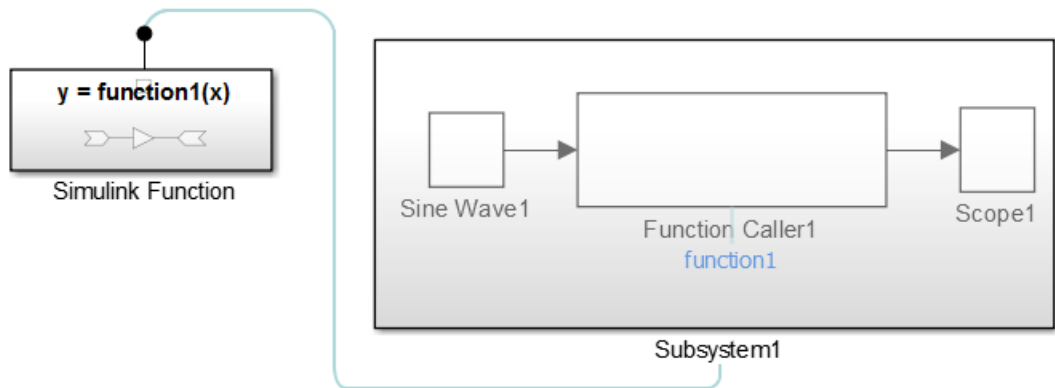 y = function1(x)
Simulink Function
Sine Wave1
Function Caller1
function1
Scope1
Subsystem1